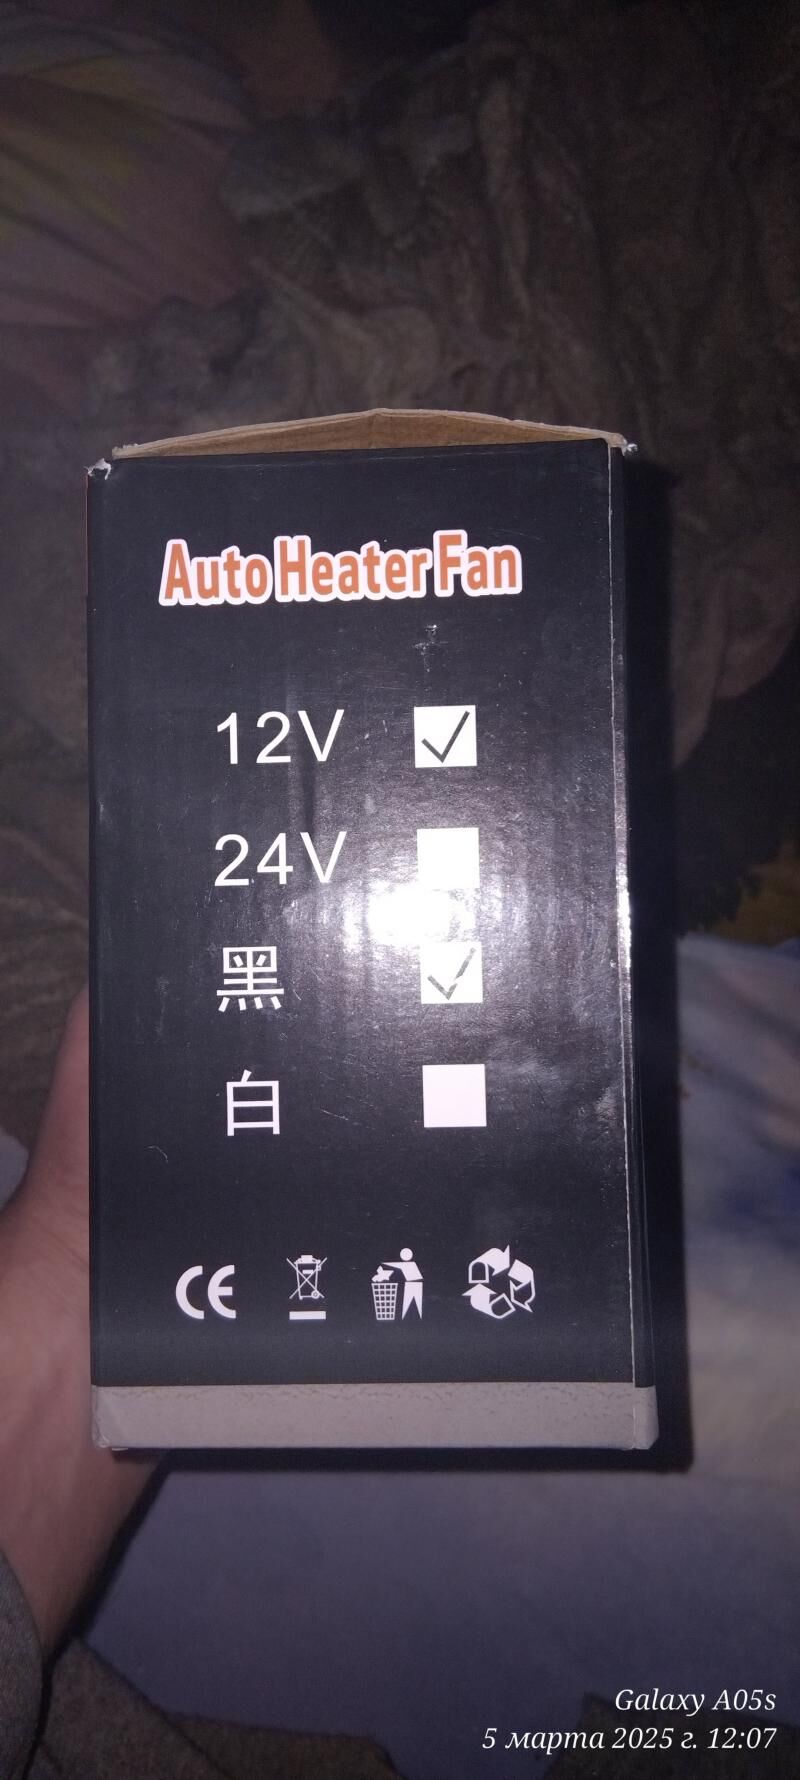 Auto Heater Fan
12V
24V
黑
白
CE
Galaxy A05s
5 марта 2025 г. 12:07